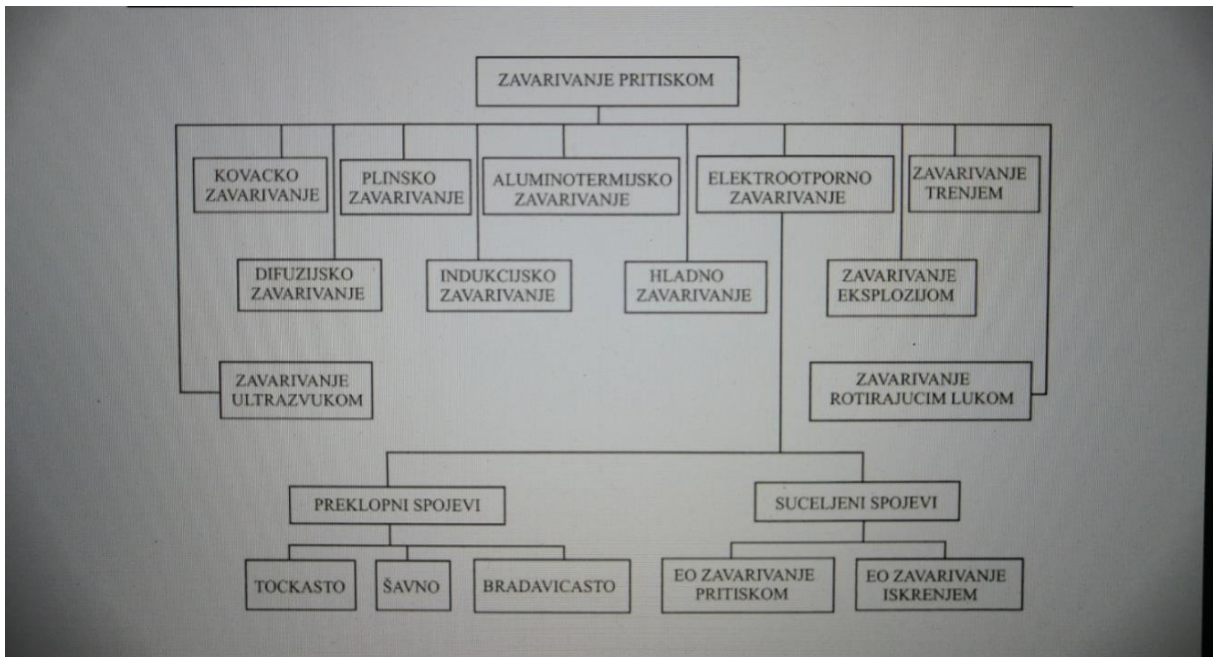 ZAVARIVANJE PRITISKOM
KOVACKO
ZAVARIVANJE
PLINSKO
ZAVARIVANJE
ALUMINOTERMIJSKO
ZAVARIVANJE
ELEKTROOTPORNO
ZAVARIVANJE
ZAVARIVANJE
TRENJEM
DIFUZIJSKO
ZAVARIVANJE
INDUKCIJSKO
ZAVARIVANJE
HLADNO
ZAVARIVANJE
ZAVARIVANJE
EKSPLOZIJOM
ZAVARIVANJE
ULTRAZVUKOM
ZAVARIVANJE
ROTIRAJUCIM LUKOM
PREKLOPNI SPOJEVI
SUCELJENI SPOJEVI
TOCKASTO
ŠAVNO
BRADAVICASTO
EO ZAVARIVANJE
PRITISKOM
EO ZAVARIVANJE
ISKRENJEM